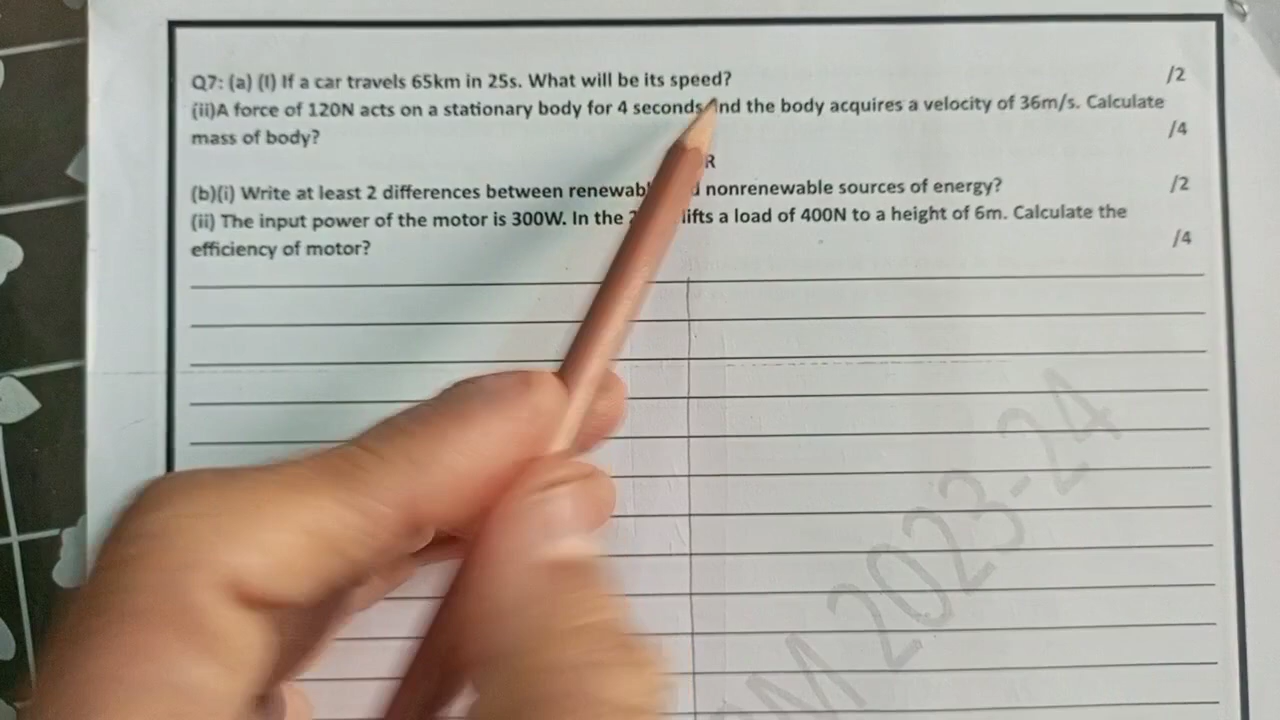 Q7: (a) (I) If a car travels 65km in 25s. What will be its speed? /2
(ii)A force of 120N acts on a stationary body for 4 seconds the body acquires a velocity of 36m/s. Calculate
mass of body? /4
(b)(i) Write at least 2 differences between nonrenewable sources of energy? /2
(ii) The input power of the motor is 300W. In the lifts a load of 400N to a height of 6m. Calculate the
efficiency of motor? /4
M 2023-24